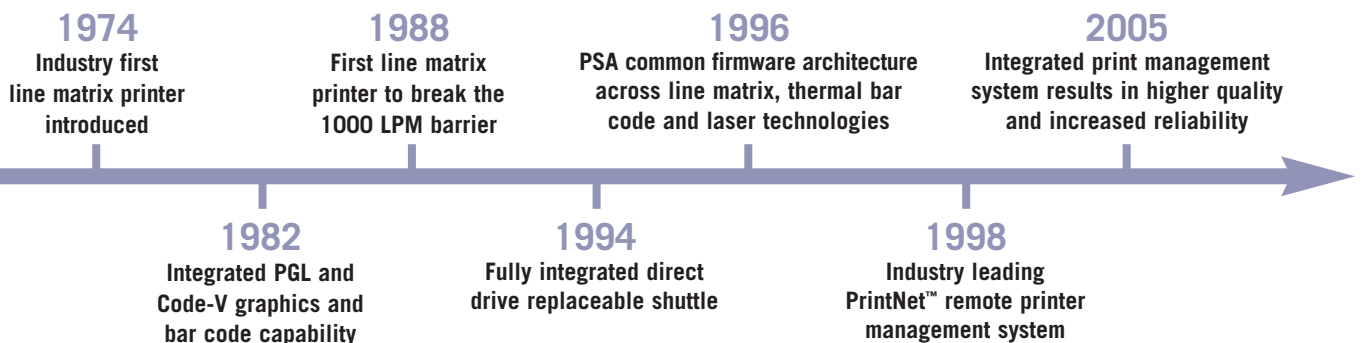 1974
Industry first
line matrix printer
introduced
1988
First line matrix
printer to break the
1000 LPM barrier
1996
PSA common firmware architecture
across line matrix, thermal bar
code and laser technologies
2005
Integrated print management
system results in higher quality
and increased reliability
1982
Integrated PGL and
Code-V graphics and
bar code capability
1994
Fully integrated direct
drive replaceable shuttle
1998
Industry leading
PrintNet™ remote printer
management system